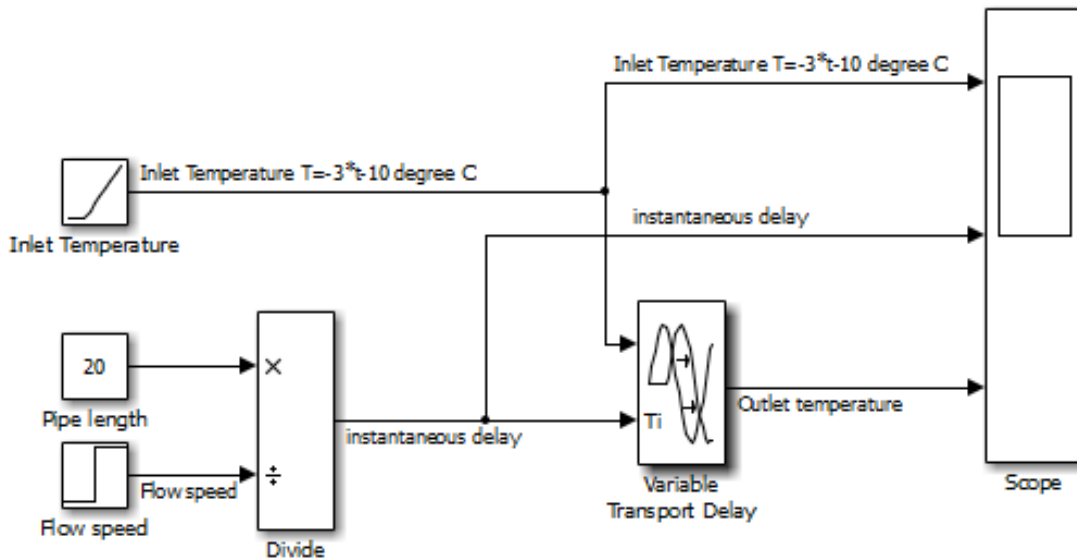 Inlet Temperature T=-3*t-10 degree C
Inlet Temperature T=-3*t-10 degree C
Inlet Temperature
instantaneous delay
20
Pipe length
×
÷
Flow speed
Flow speed
Divide
instantaneous delay
Ti
Variable
Transport Delay
Outlet temperature
Scope